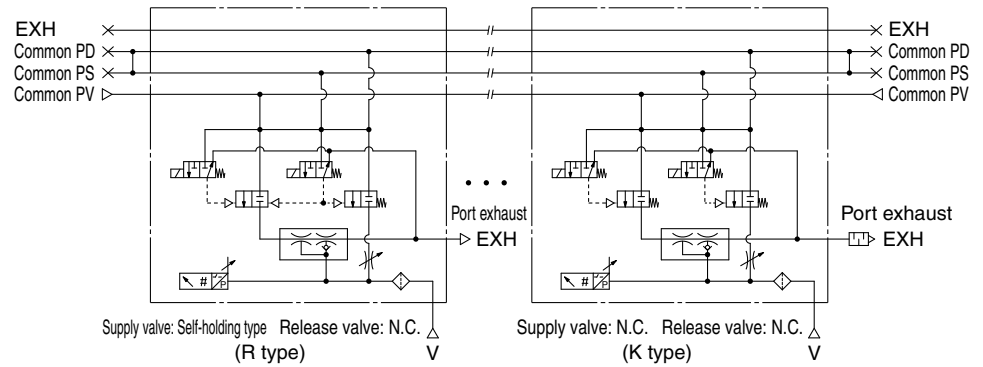 EXH
Common PD
Common PS
Common PV
EXH
Common PD
Common PS
Common PV
Port exhaust
EXH
Port exhaust
EXH
# P
# P
Supply valve: Self-holding type Release valve: N.C.
(R type)
V
Supply valve: N.C. Release valve: N.C.
(K type)
V